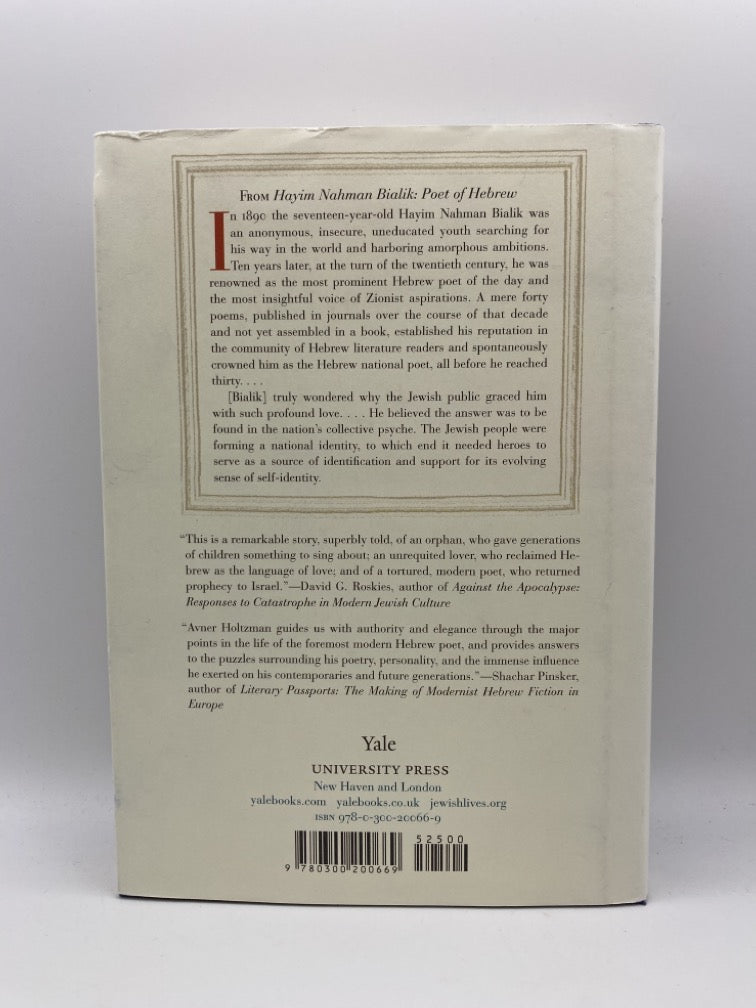 FROM Hayim Nahman Bialik: Poet of Hebrew
In 1890 the seventeen-year-old Hayim Nahman Bialik was
an anonymous, insecure, uneducated youth searching for
his way in the world and harboring amorphous ambitions.
Ten years later, at the turn of the twentieth century, he was
renowned as the most prominent Hebrew poet of the day and
the most insightful voice of Zionist aspirations. A mere forty
poems, published in journals over the course of that decade
and not yet assembled in a book, established his reputation in
the community of Hebrew literature readers and spontaneously
crowned him as the Hebrew national poet, all before he reached
thirty. . . .
[Bialik] truly wondered why the Jewish public graced him
with such profound love. . . . He believed the answer was to be
found in the nation's collective psyche. The Jewish people were
forming a national identity, to which end it needed heroes to
serve as a source of identification and support for its evolving
sense of self-identity.
“This is a remarkable story, superbly told, of an orphan, who gave generations
of children something to sing about; an unrequited lover, who reclaimed He-
brew as the language of love; and of a tortured, modern poet, who returned
prophecy to Israel.”—David G. Roskies, author of Against the Apocalypse:
Responses to Catastrophe in Modern Jewish Culture
“Avner Holtzman guides us with authority and elegance through the major
points in the life of the foremost modern Hebrew poet, and provides answers
to the puzzles surrounding his poetry, personality, and the immense influence
he exerted on his contemporaries and future generations.”—Shachar Pinsker,
author of Literary Passports: The Making of Modernist Hebrew Fiction in
Europe
Yale
UNIVERSITY PRESS
New Haven and London
yalebooks.com yalebooks.co.uk jewishlives.org
ISBN 978-0-300-20066-9
52500
9 780300 200669